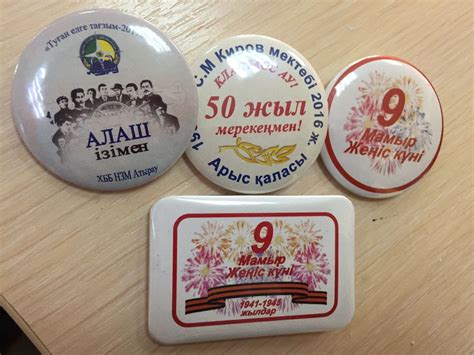 «Туған елге тағзым-20
АЛАШ
ізімен
ХББ НЗМ Атырау
С.М Киров мектебі 2016 ж.
50 жыл
мерекеңмен!
Арыс қаласы
9
Мамыр
Жеңіс күні
9
Мамыр
Жеңіс күні
1941-1945
жылдар